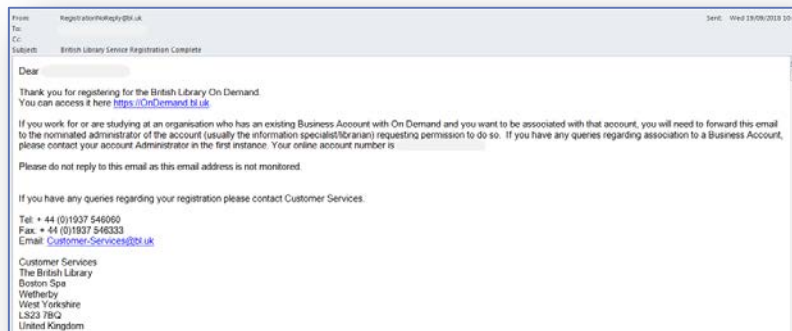 From: RegistrationNoReply@bl.uk Sent: Wed 19/09/2018 10:
To:
Cc:
Subject: British Library Service Registration Complete
Dear
Thank you for registering for the British Library On Demand.
You can access it here https://OnDemand.bl.uk.
If you work for or are studying at an organisation who has an existing Business Account with On Demand and you want to be associated with that account, you will need to forward this email
to the nominated administrator of the account (usually the information specialist/librarian) requesting permission to do so. If you have any queries regarding association to a Business Account,
please contact your account Administrator in the first instance. Your online account number is
Please do not reply to this email as this email address is not monitored.
If you have any queries regarding your registration please contact Customer Services.
Tel: + 44 (0)1937 546060
Fax: + 44 (0)1937 546333
Email: Customer-Services@bl.uk
Customer Services
The British Library
Boston Spa
Wetherby
West Yorkshire
LS23 7BQ
United Kingdom